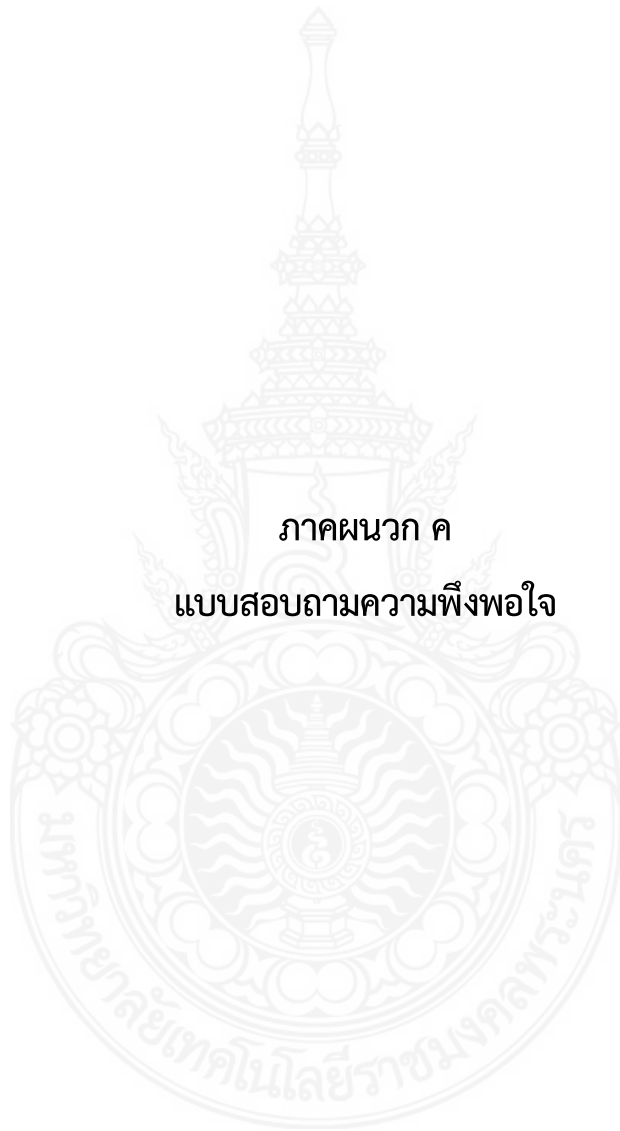 ภาคผนวก ค
แบบสอบถามความพึงพอใจ
มหาวิทยาลัยเทคโนโลยีราชมงคลพระนคร